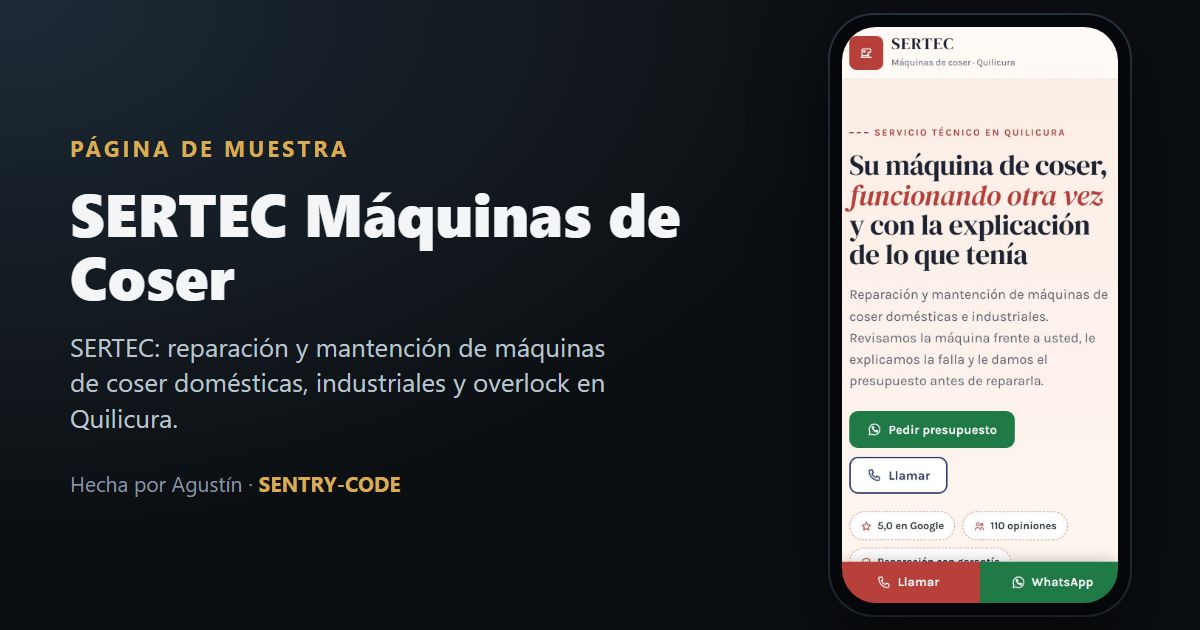 PÁGINA DE MUESTRA
SERTEC Máquinas de
Coser
SERTEC: reparación y mantención de máquinas
de coser domésticas, industriales y overlock en
Quilicura.
Hecha por Agustín · SENTRY-CODE
SERTEC
Máquinas de coser · Quilicura
--- SERVICIO TÉCNICO EN QUILICURA
Su máquina de coser,
funcionando otra vez
y con la explicación
de lo que tenía
Reparación y mantención de máquinas de
coser domésticas e industriales.
Revisamos la máquina frente a usted, le
explicamos la falla y le damos el
presupuesto antes de repararla.
Pedir presupuesto
Llamar
5,0 en Google
110 opiniones
Reparación con garantía
Llamar
WhatsApp